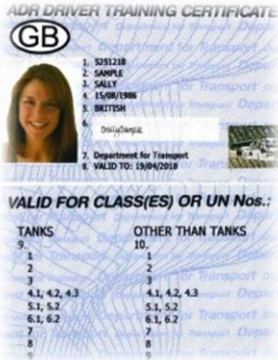 ADR DRIVER TRAINING CERTIFICATE
GB
1. 5251218
2. SAMPLE
3. SALLY
4. 15/08/1986
5. BRITISH
6.
7. Department for Transport
8. VALID TO: 19/04/2018
VALID FOR CLASS(ES) OR UN Nos.:
TANKS OTHER THAN TANKS
9. 10.
1 1
2 2
3 3
4.1, 4.2, 4.3 4.1, 4.2, 4.3
5.1, 5.2 5.1, 5.2
6.1, 6.2 6.1, 6.2
7 7
8 8